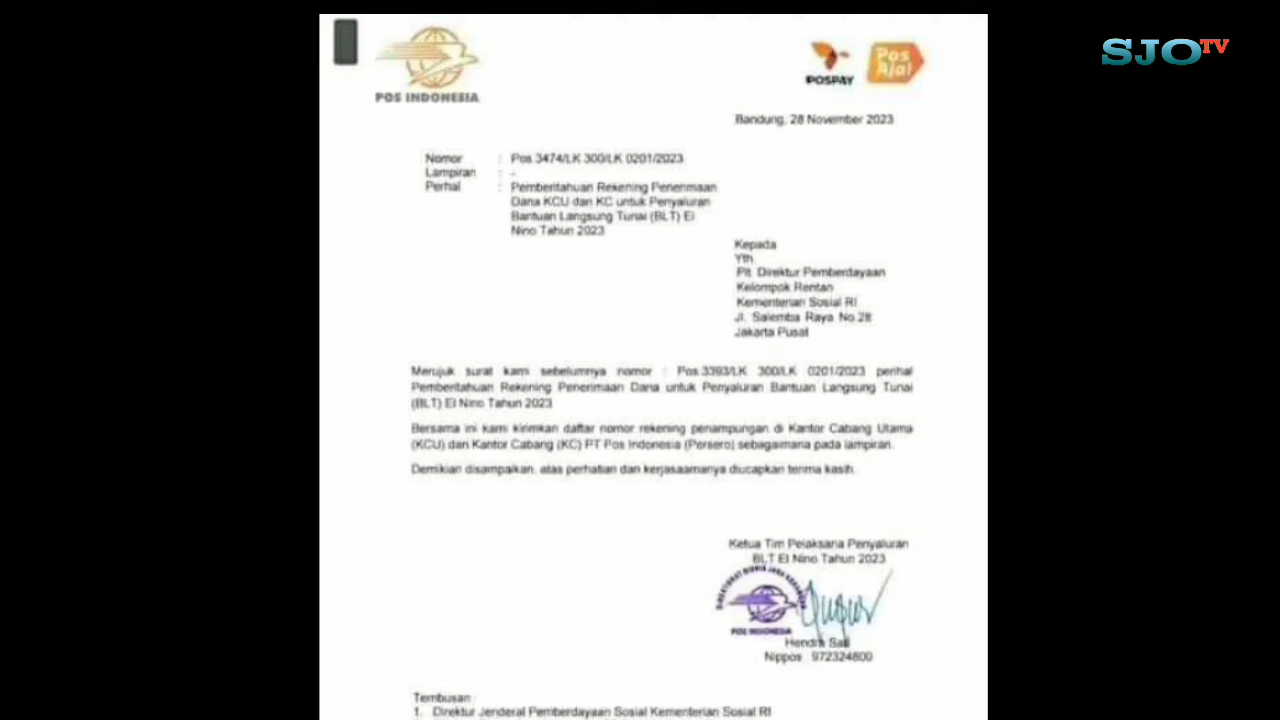 SJOTV
POS INDONESIA
POSPAY
Pos Aja!
Bandung, 28 November 2023
Nomor : Pos.3474/LK 300/LK 0201/2023
Lampiran : -
Perhal : Pemberitahuan Rekening Penerimaan
Dana KCU dan KC untuk Penyaluran
Bantuan Langsung Tunai (BLT) El
Nino Tahun 2023
Kepada
Yth
Plt. Direktur Pemberdayaan
Kelompok Rentan
Kementerian Sosial RI
Jl. Salemba Raya No.28
Jakarta Pusat
Merujuk surat kami sebelumnya nomor : Pos.3393/LK 300/LK 0201/2023 perihal
Pemberitahuan Rekening Penerimaan Dana untuk Penyaluran Bantuan Langsung Tunai
(BLT) El Nino Tahun 2023
Bersama ini kami kirimkan daftar nomor rekening penampungan di Kantor Cabang Utama
(KCU) dan Kantor Cabang (KC) PT Pos Indonesia (Persero) sebagaimana pada lampiran.
Demikian disampaikan, atas perhatian dan kerjasaamanya diucapkan terima kasih.
Ketua Tim Pelaksana Penyaluran
BLT El Nino Tahun 2023
DIREKTORAT BISNIS JASA KEUANGAN
POS INDONESIA
Hendra Sari
Nippos : 972324800
Tembusan
1. Direktur Jenderal Pemberdayaan Sosial Kementerian Sosial RI